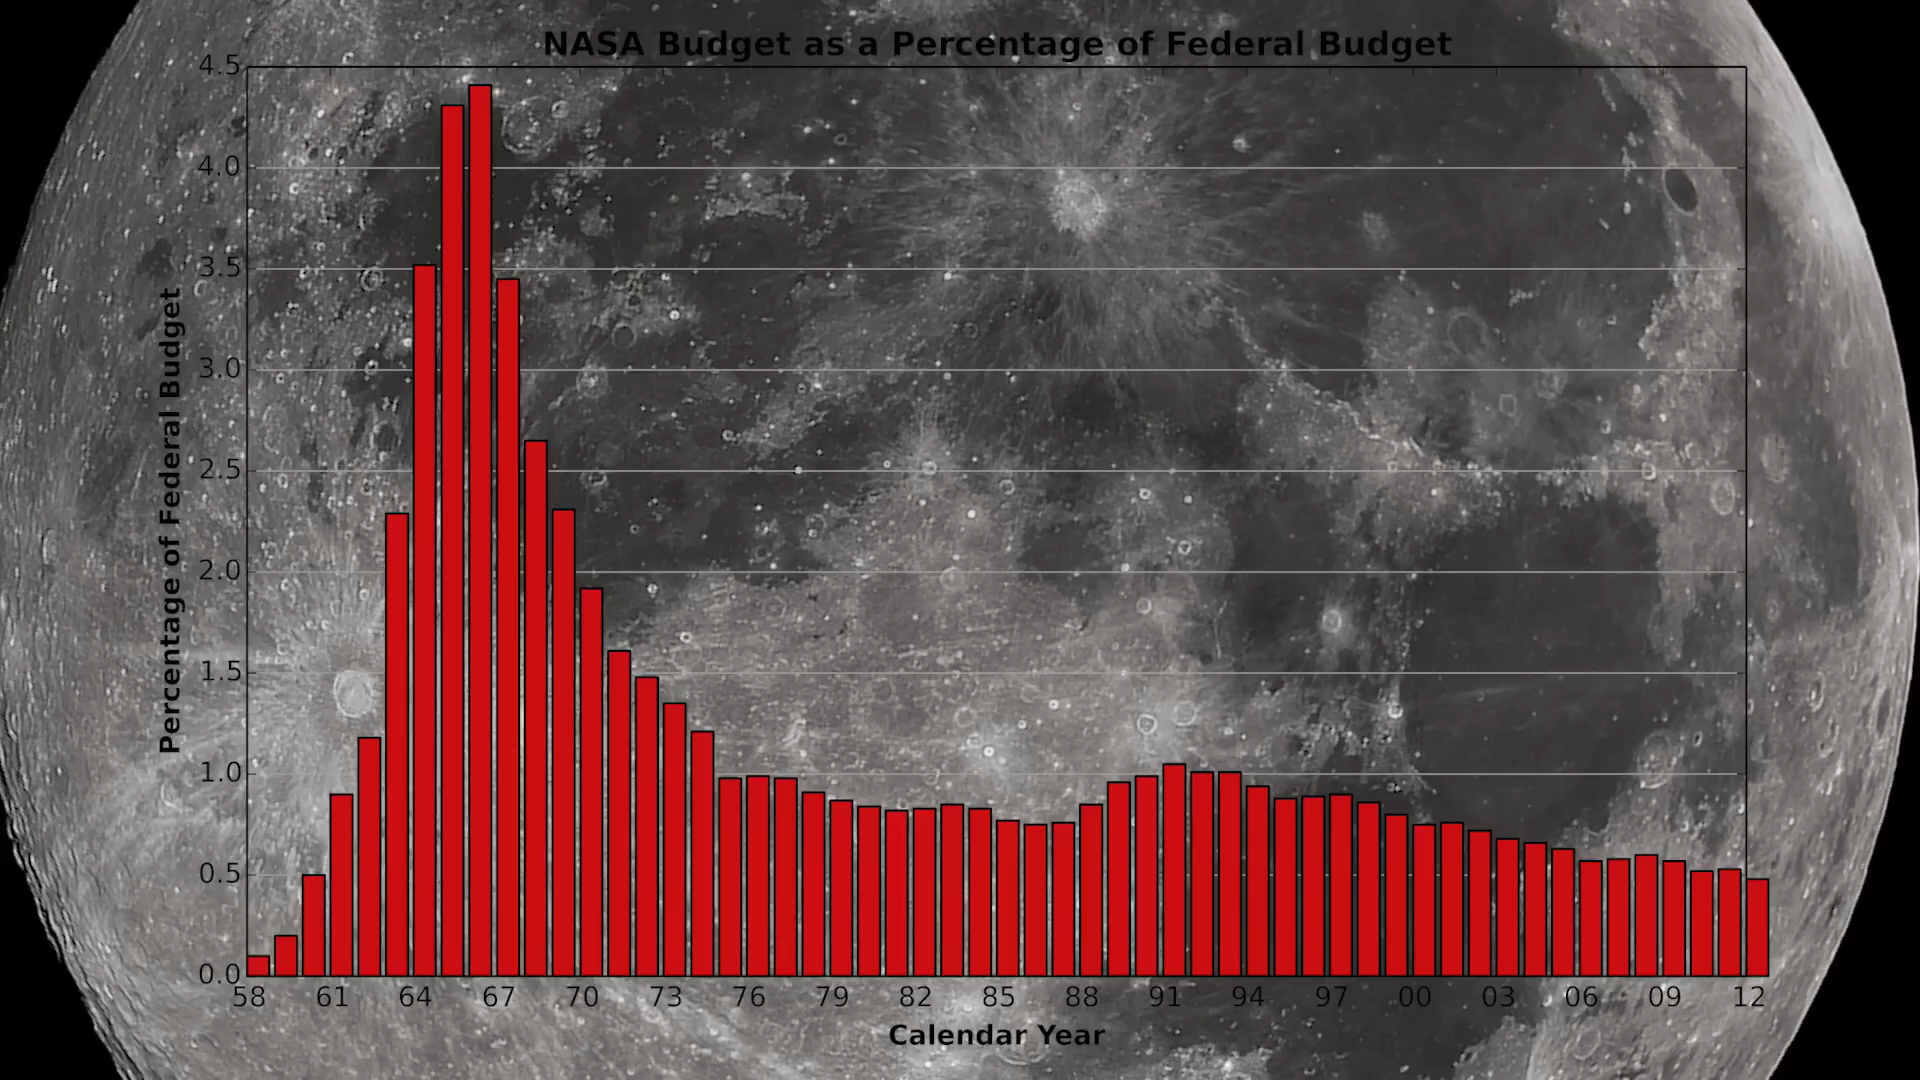 NASA Budget as a Percentage of Federal Budget
4.5
4.0
3.5
3.0
2.5
2.0
1.5
1.0
0.5
0.0
Percentage of Federal Budget
58 61 64 67 70 73 76 79 82 85 88 91 94 97 00 03 06 09 12
Calendar Year